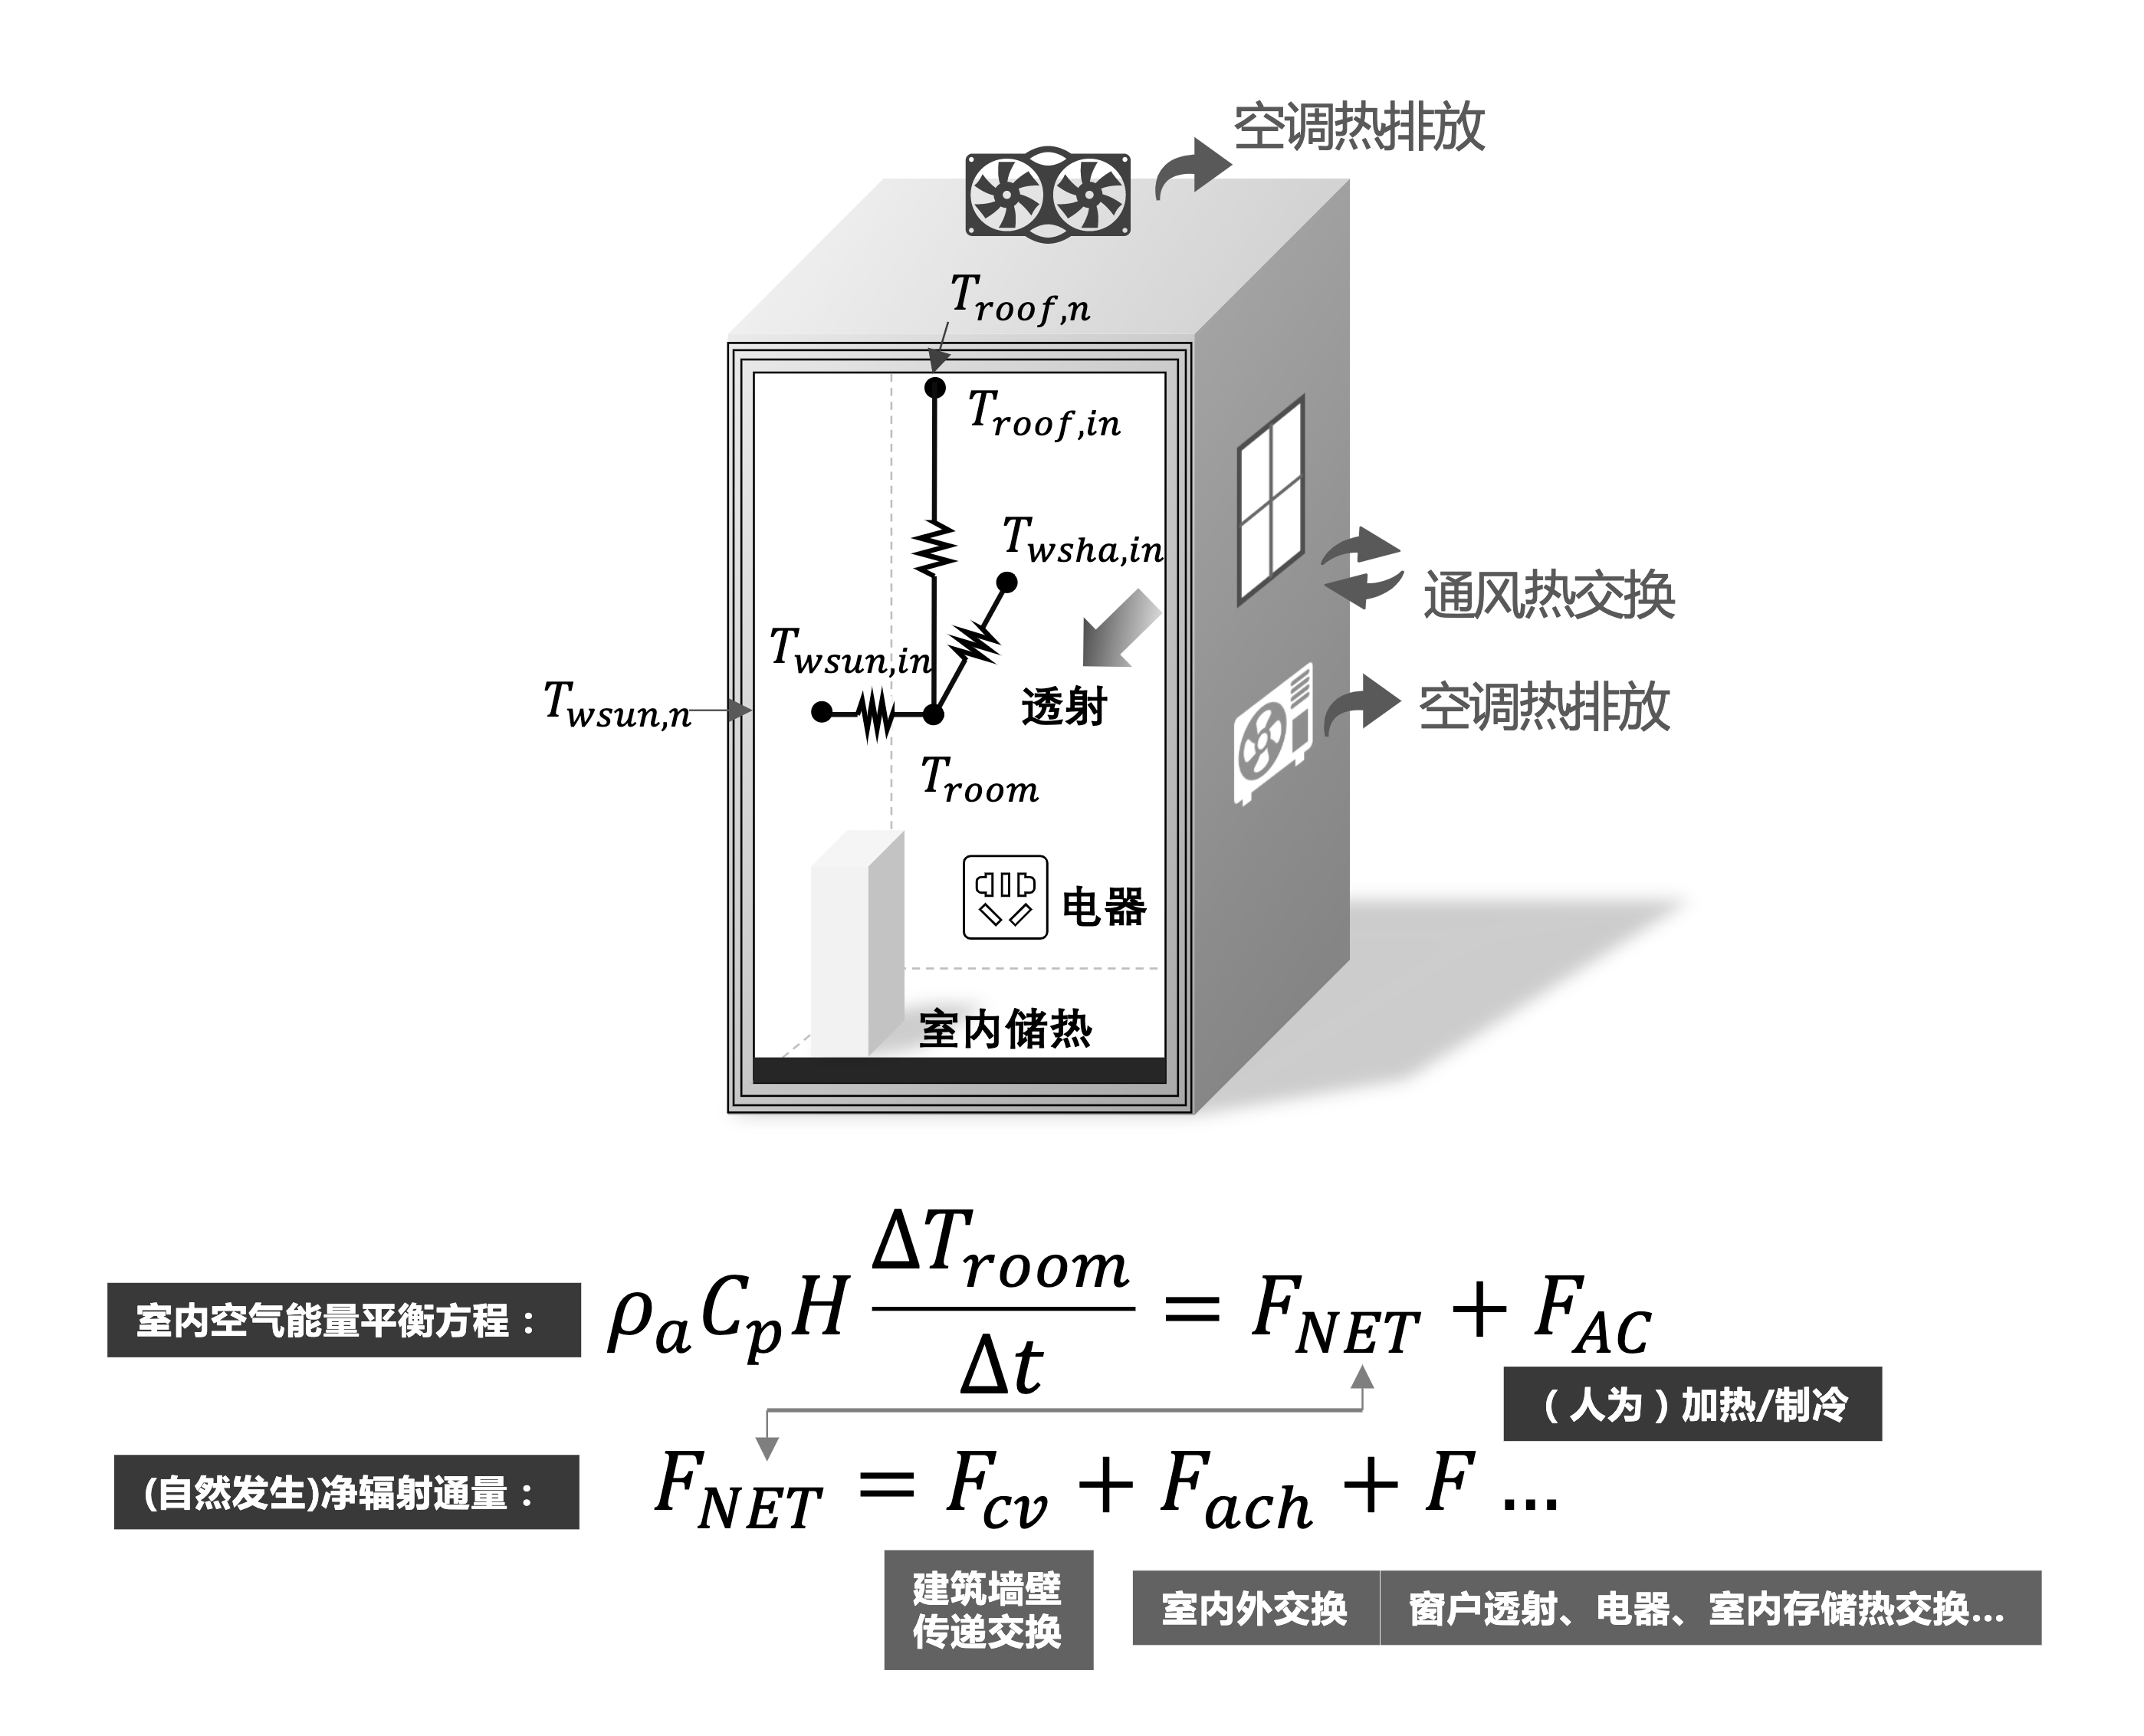 空调热排放
T_{roof,n}
T_{roof,in}
T_{wsha,in}
通风热交换
T_{wsun,in}
T_{wsun,n}
透射
空调热排放
T_{room}
电器
室内储热
室内空气能量平衡方程：
ρ_a C_p H ΔT_{room}/Δt = F_{NET} + F_{AC}
（人为）加热/制冷
(自然发生)净辐射通量：
F_{NET} = F_{cv} + F_{ach} + F ...
建筑墙壁
传递交换
室内外交换
窗户透射、电器、室内存储热交换...